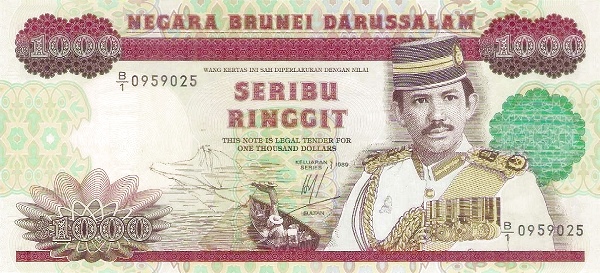 NEGARA BRUNEI DARUSSALAM
1000 1000
B/1 0959025
WANG KERTAS INI SAH DIPERLAKUKAN DENGAN NILAI
SERIBU
RINGGIT
THIS NOTE IS LEGAL TENDER FOR
ONE THOUSAND DOLLARS
KELUARAN
SERIES 1989
SULTAN
1000
B/1 0959025